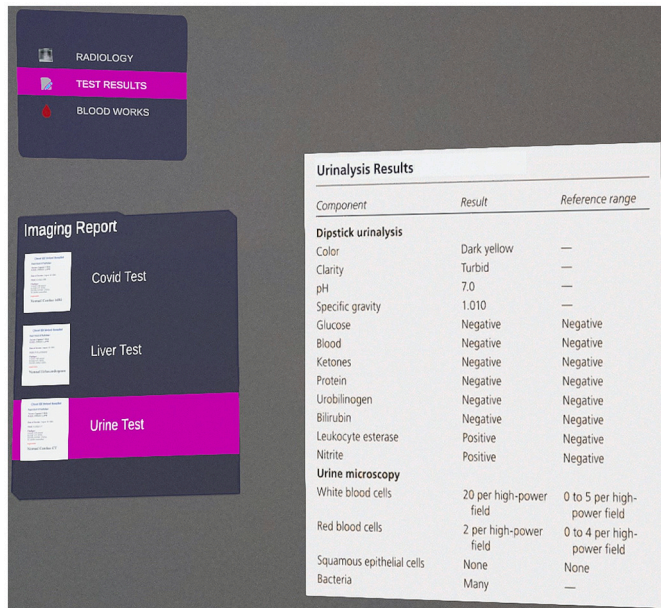 RADIOLOGY
TEST RESULTS
BLOOD WORKS
Imaging Report
Covid Test
Liver Test
Urine Test
Urinalysis Results
Component Result Reference range
Dipstick urinalysis
Color Dark yellow —
Clarity Turbid —
pH 7.0 —
Specific gravity 1.010 —
Glucose Negative Negative
Blood Negative Negative
Ketones Negative Negative
Protein Negative Negative
Urobilinogen Negative Negative
Bilirubin Negative Negative
Leukocyte esterase Positive Negative
Nitrite Positive Negative
Urine microscopy
White blood cells 20 per high-power 0 to 5 per high-
field power field
Red blood cells 2 per high-power 0 to 4 per high-
field power field
Squamous epithelial cells None None
Bacteria Many —